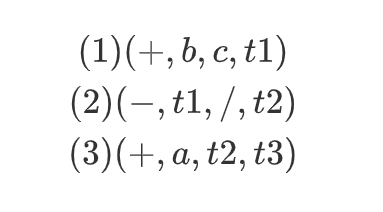 (1)(+, b, c, t1)
(2)(−, t1, /, t2)
(3)(+, a, t2, t3)